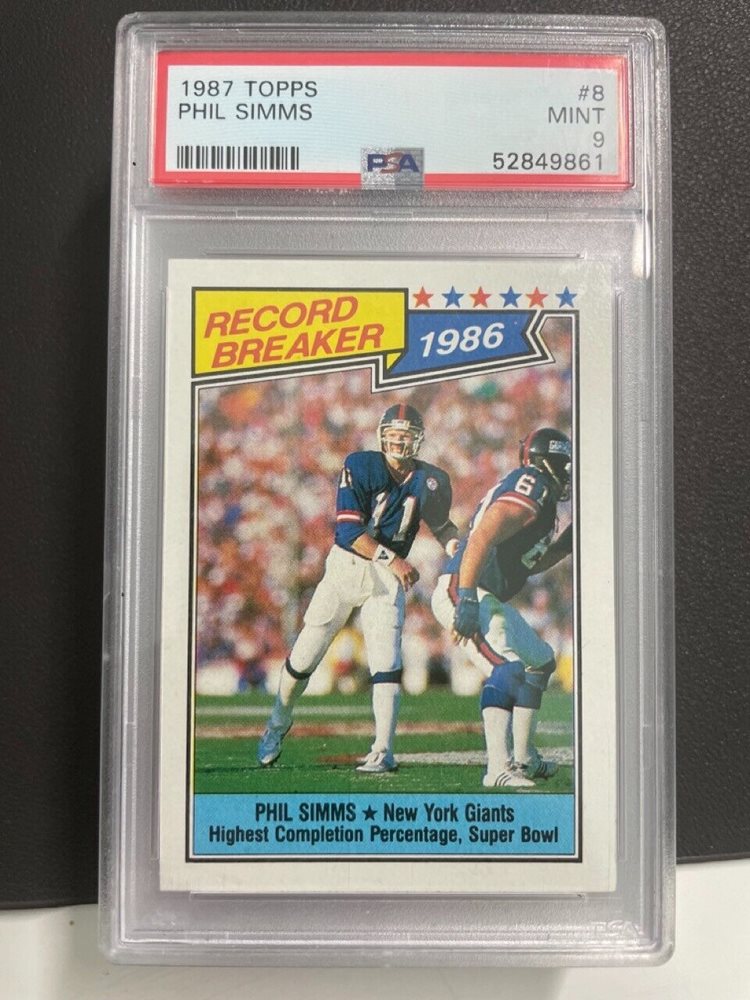 1987 TOPPS #8
PHIL SIMMS MINT
9
PSA 52849861
RECORD
BREAKER
1986
11
61
PHIL SIMMS ★ New York Giants
Highest Completion Percentage, Super Bowl